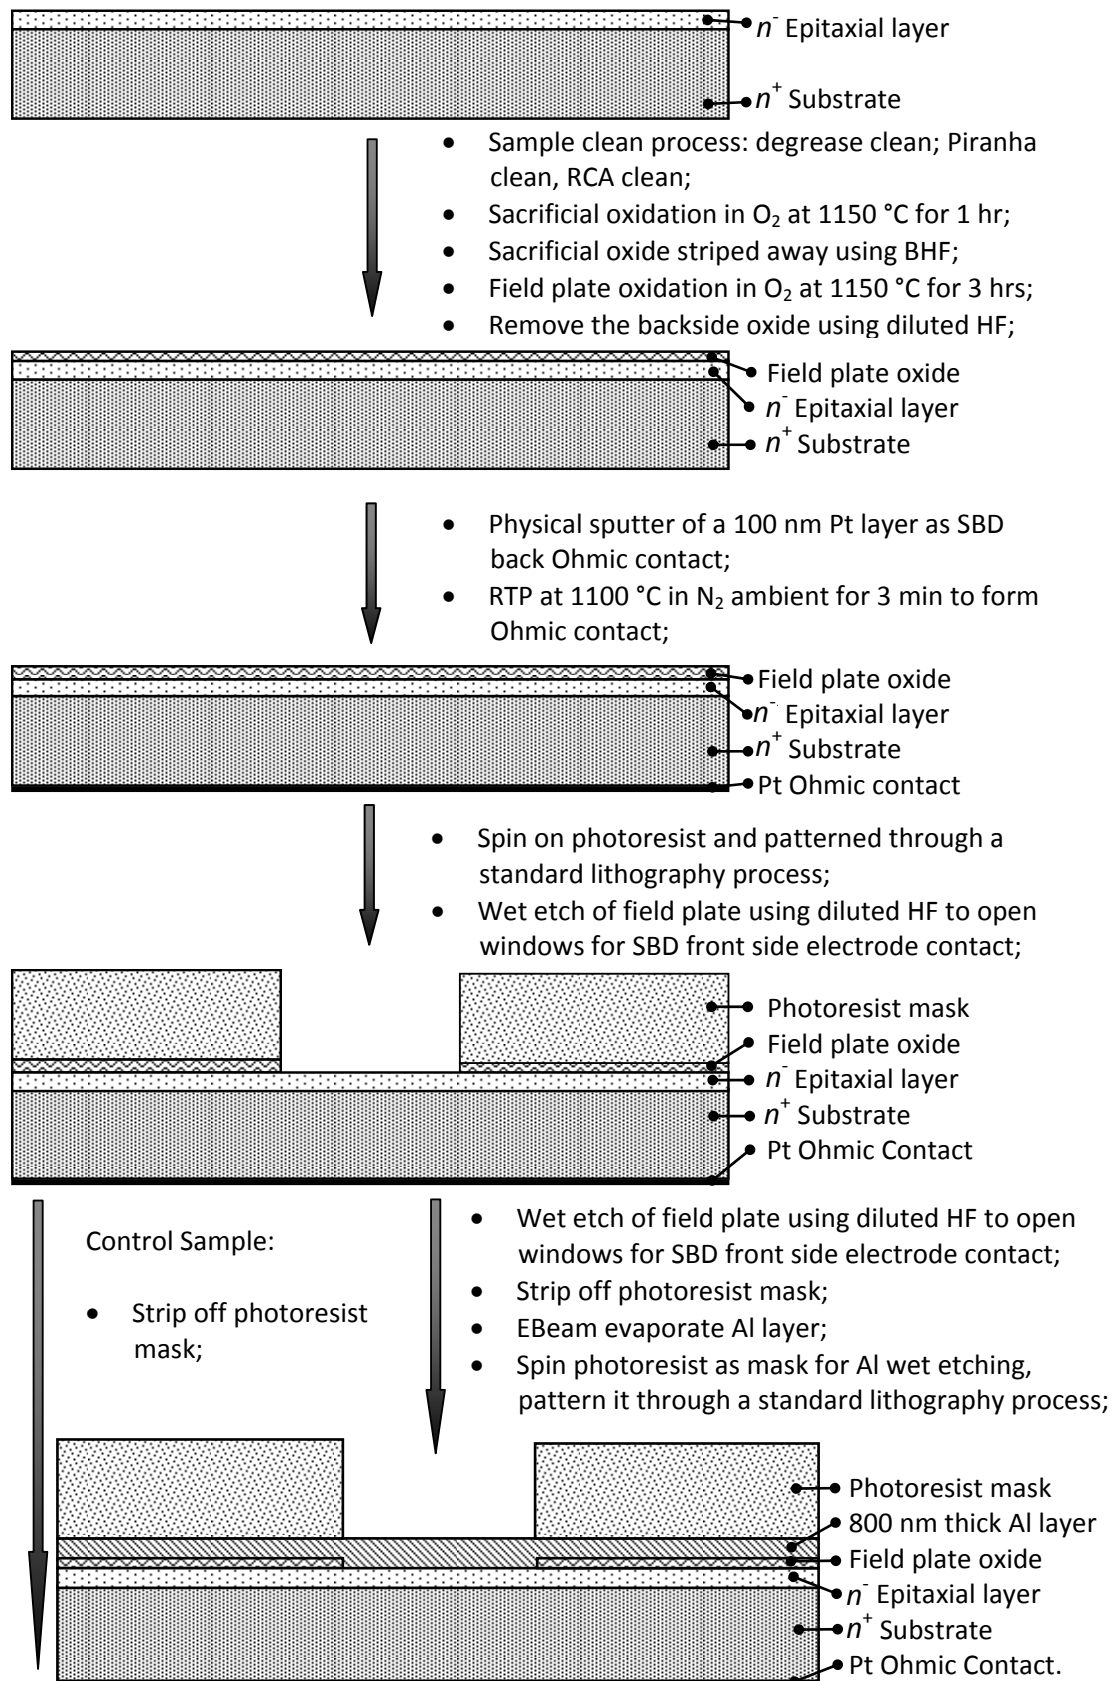 n⁻ Epitaxial layer
n⁺ Substrate
• Sample clean process: degrease clean; Piranha
clean, RCA clean;
• Sacrificial oxidation in O₂ at 1150 °C for 1 hr;
• Sacrificial oxide striped away using BHF;
• Field plate oxidation in O₂ at 1150 °C for 3 hrs;
• Remove the backside oxide using diluted HF;
Field plate oxide
n⁻ Epitaxial layer
n⁺ Substrate
• Physical sputter of a 100 nm Pt layer as SBD
back Ohmic contact;
• RTP at 1100 °C in N₂ ambient for 3 min to form
Ohmic contact;
Field plate oxide
n⁻ Epitaxial layer
n⁺ Substrate
Pt Ohmic contact
• Spin on photoresist and patterned through a
standard lithography process;
• Wet etch of field plate using diluted HF to open
windows for SBD front side electrode contact;
Photoresist mask
Field plate oxide
n⁻ Epitaxial layer
n⁺ Substrate
Pt Ohmic Contact
Control Sample:
• Strip off photoresist
mask;
• Wet etch of field plate using diluted HF to open
windows for SBD front side electrode contact;
• Strip off photoresist mask;
• EBeam evaporate Al layer;
• Spin photoresist as mask for Al wet etching,
pattern it through a standard lithography process;
Photoresist mask
800 nm thick Al layer
Field plate oxide
n⁻ Epitaxial layer
n⁺ Substrate
Pt Ohmic Contact.